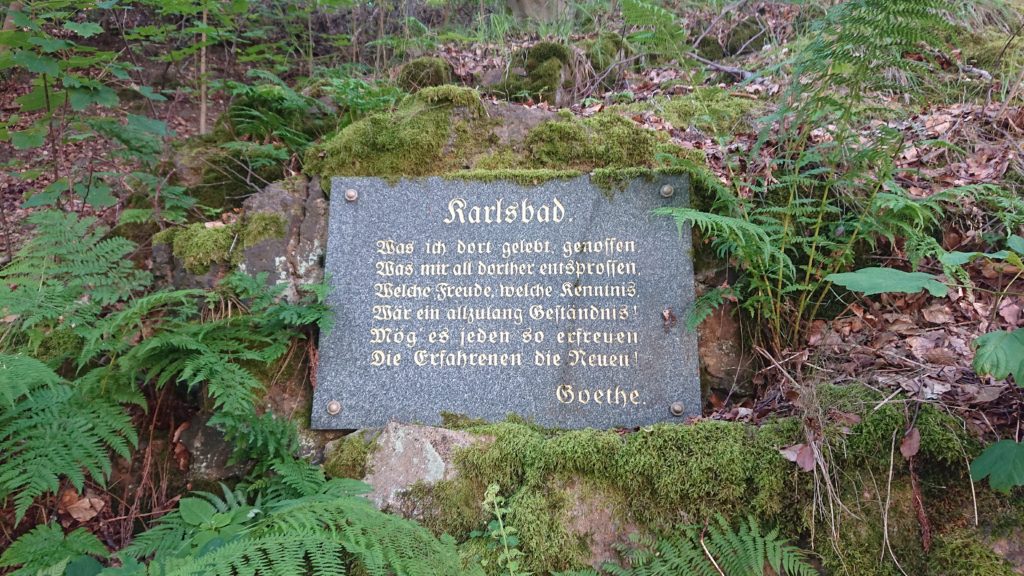 Karlsbad.
Was ich dort gelebt, genossen
Was mir all dorther entsprossen,
Welche Freude, welche Kenntnis,
Wär ein allzulang Geständnis!
Mög' es jeden so erfreuen
Die Erfahrenen die Neuen!
Goethe.